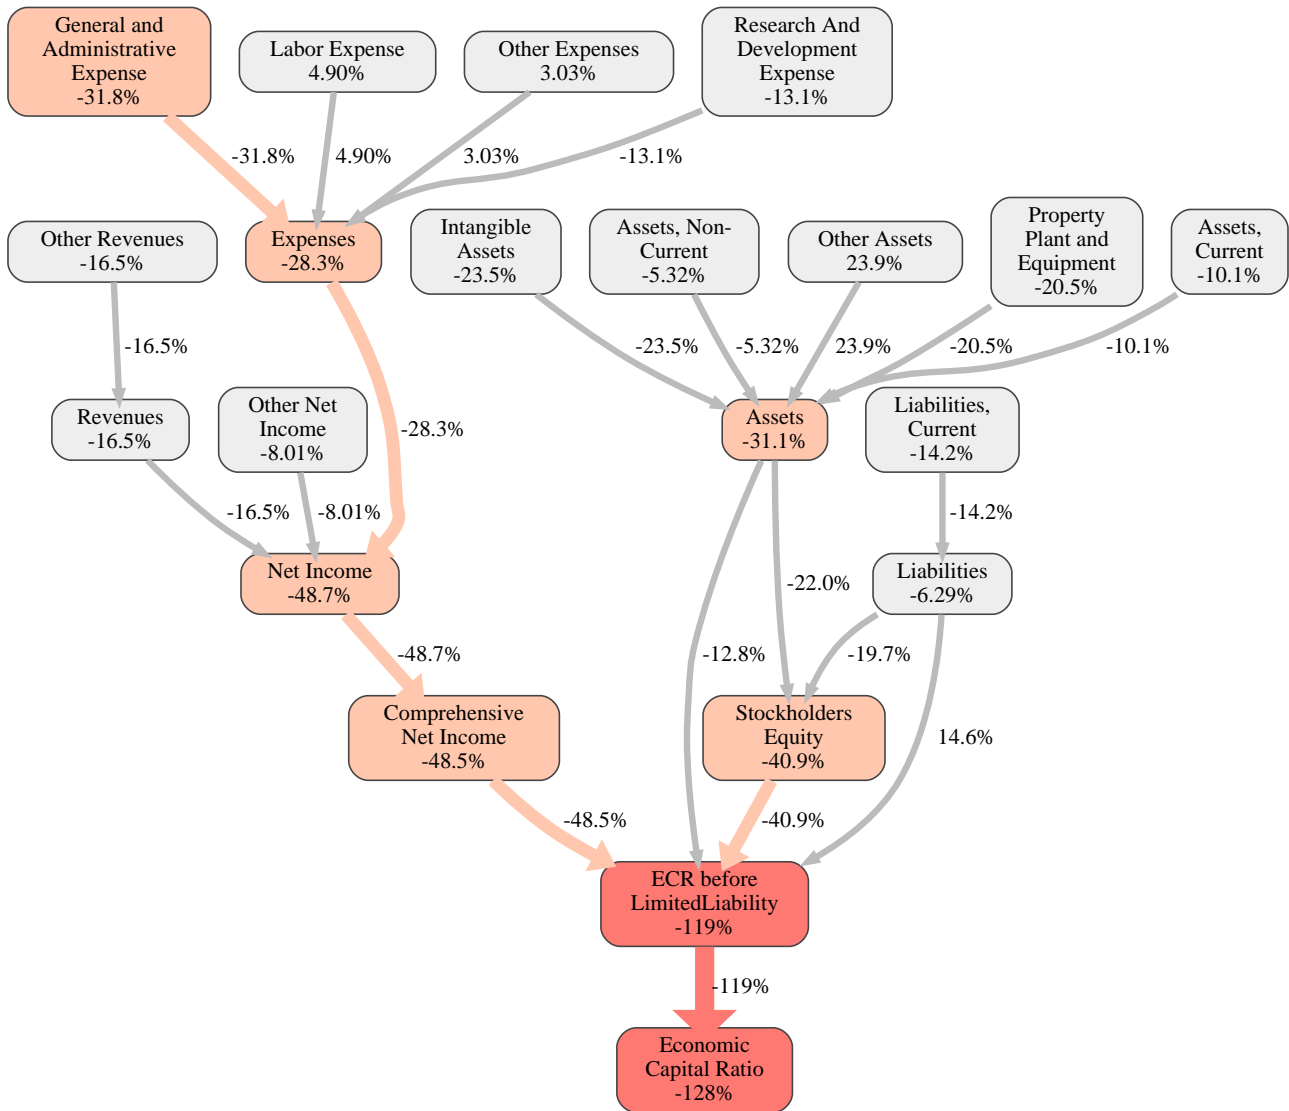 General and
Administrative
Expense
-31.8%
Labor Expense
4.90%
Other Expenses
3.03%
Research And
Development
Expense
-13.1%
-31.8%
4.90%
3.03%
-13.1%
Other Revenues
-16.5%
Expenses
-28.3%
Intangible
Assets
-23.5%
Assets, Non-
Current
-5.32%
Other Assets
23.9%
Property
Plant and
Equipment
-20.5%
Assets,
Current
-10.1%
-16.5%
-23.5%
-5.32%
23.9%
-20.5%
-10.1%
Revenues
-16.5%
Other Net
Income
-8.01%
-28.3%
Assets
-31.1%
Liabilities,
Current
-14.2%
-16.5%
-8.01%
-14.2%
Net Income
-48.7%
-22.0%
Liabilities
-6.29%
-48.7%
-12.8%
-19.7%
Comprehensive
Net Income
-48.5%
Stockholders
Equity
-40.9%
14.6%
-48.5%
-40.9%
ECR before
LimitedLiability
-119%
-119%
Economic
Capital Ratio
-128%